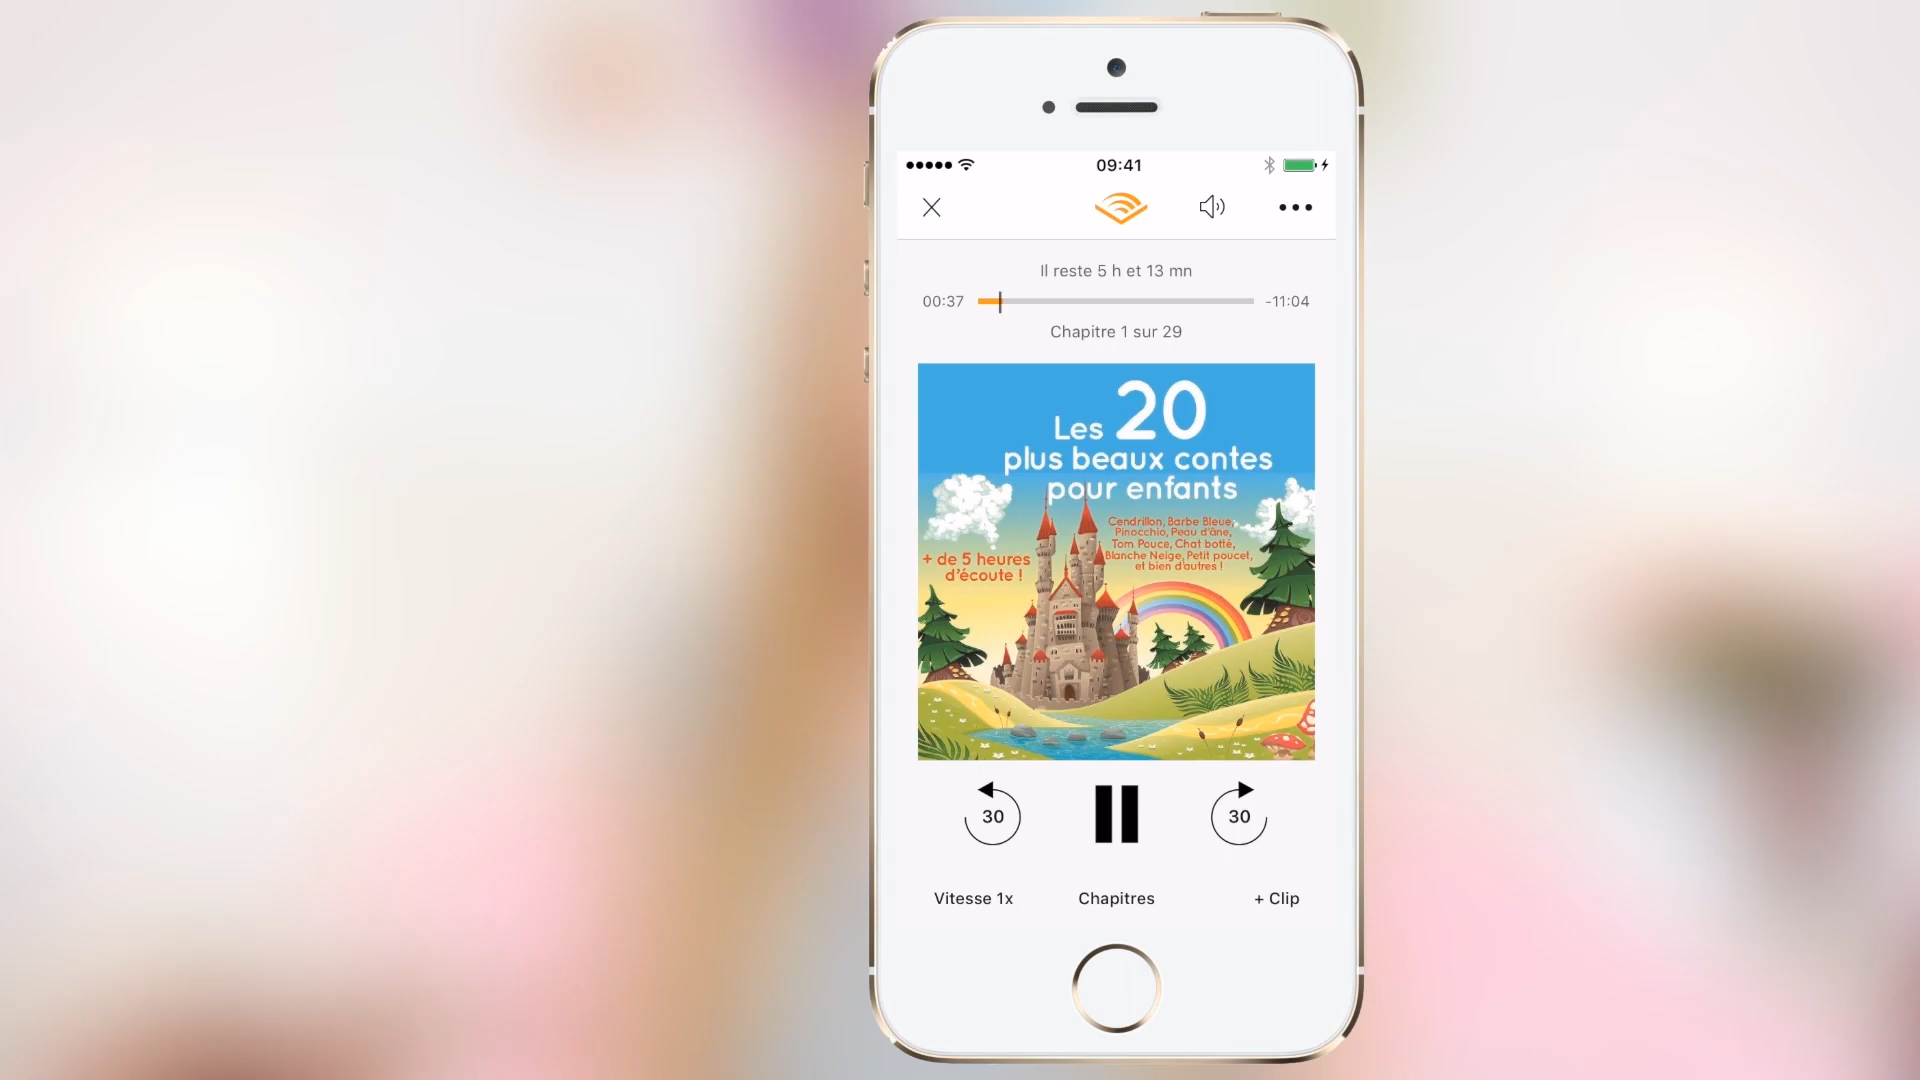 09:41
Il reste 5 h et 13 mn
00:37
-11:04
Chapitre 1 sur 29
Les 20
plus beaux contes
pour enfants
Cendrillon, Barbe Bleue,
Pinocchio, Peau d'âne,
Tom Pouce, Chat botté,
Blanche Neige, Petit poucet,
et bien d'autres !
+ de 5 heures
d'écoute !
30
30
Vitesse 1x
Chapitres
+ Clip